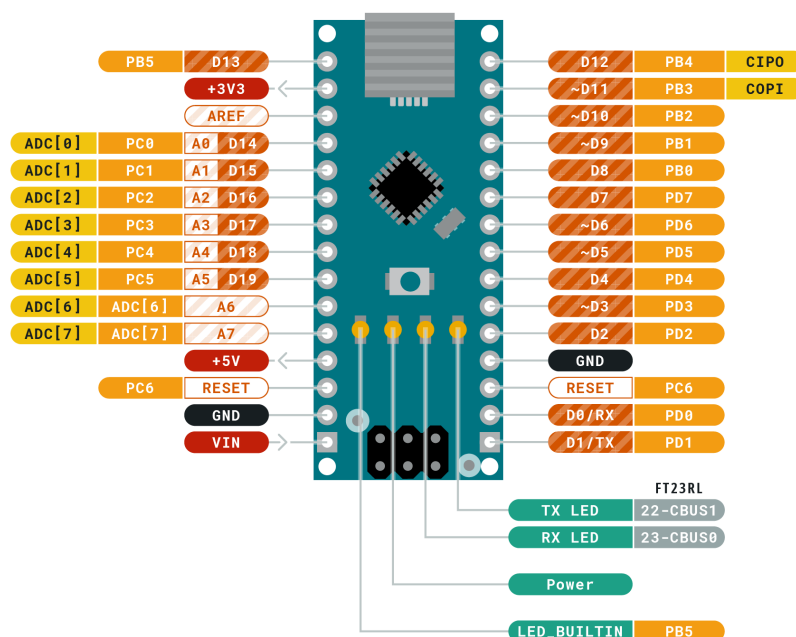 PB5 D13 D12 PB4 CIPO
+3V3 ~D11 PB3 COPI
AREF ~D10 PB2
ADC[0] PC0 A0 D14 ~D9 PB1
ADC[1] PC1 A1 D15 D8 PB0
ADC[2] PC2 A2 D16 D7 PD7
ADC[3] PC3 A3 D17 ~D6 PD6
ADC[4] PC4 A4 D18 ~D5 PD5
ADC[5] PC5 A5 D19 D4 PD4
ADC[6] ADC[6] A6 ~D3 PD3
ADC[7] ADC[7] A7 D2 PD2
+5V GND
PC6 RESET RESET PC6
GND D0/RX PD0
VIN D1/TX PD1
FT23RL
TX LED 22-CBUS1
RX LED 23-CBUS0
Power
LED_BUILTIN PB5